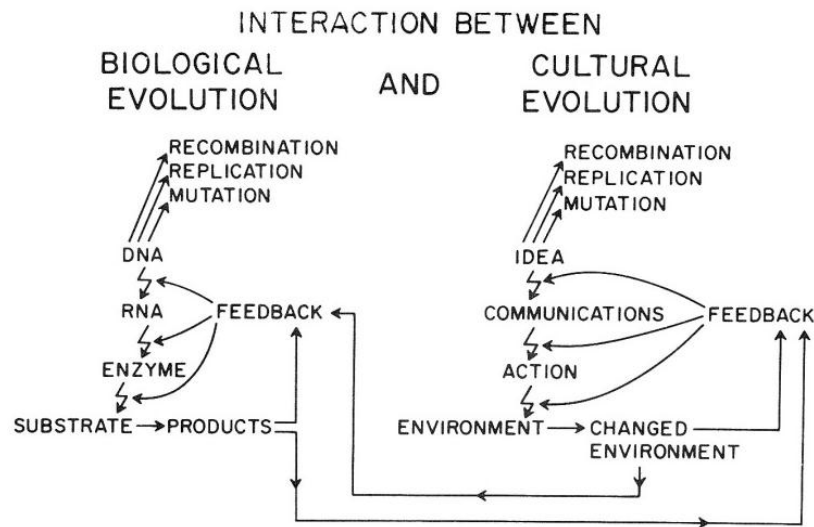 INTERACTION BETWEEN
BIOLOGICAL
EVOLUTION
AND
CULTURAL
EVOLUTION
RECOMBINATION
REPLICATION
MUTATION
DNA
RNA
FEEDBACK
ENZYME
SUBSTRATE
PRODUCTS
RECOMBINATION
REPLICATION
MUTATION
IDEA
COMMUNICATIONS
FEEDBACK
ACTION
ENVIRONMENT
CHANGED
ENVIRONMENT